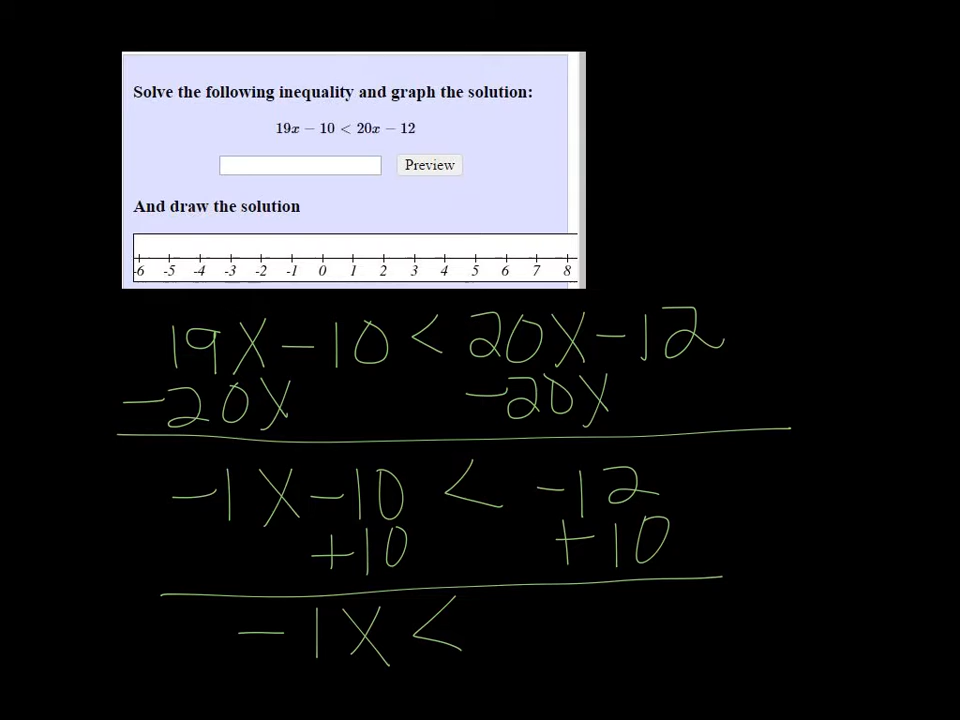 Solve the following inequality and graph the solution:
19x − 10 < 20x − 12
Preview
And draw the solution
-6 -5 -4 -3 -2 -1 0 1 2 3 4 5 6 7 8
19X − 10 < 20X − 12
−20X −20X
−1X − 10 < −12
+10 +10
−1X <